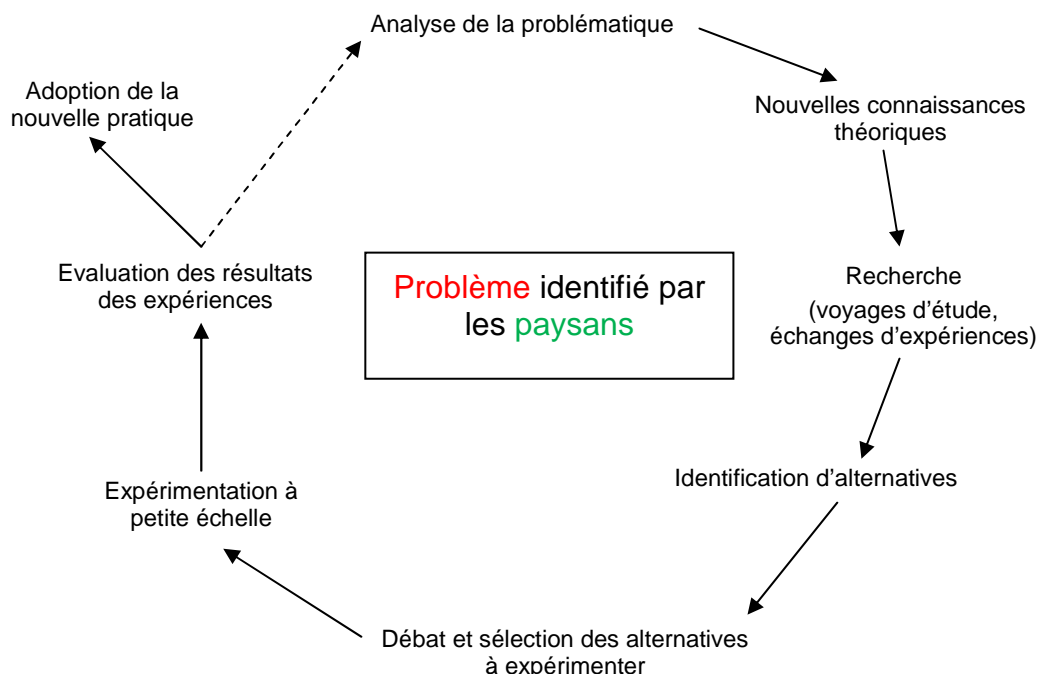 Analyse de la problématique
Nouvelles connaissances
théoriques
Recherche
(voyages d’étude,
échanges d’expériences)
Identification d’alternatives
Débat et sélection des alternatives
à expérimenter
Expérimentation à
petite échelle
Evaluation des résultats
des expériences
Adoption de la
nouvelle pratique
Problème identifié par
les paysans